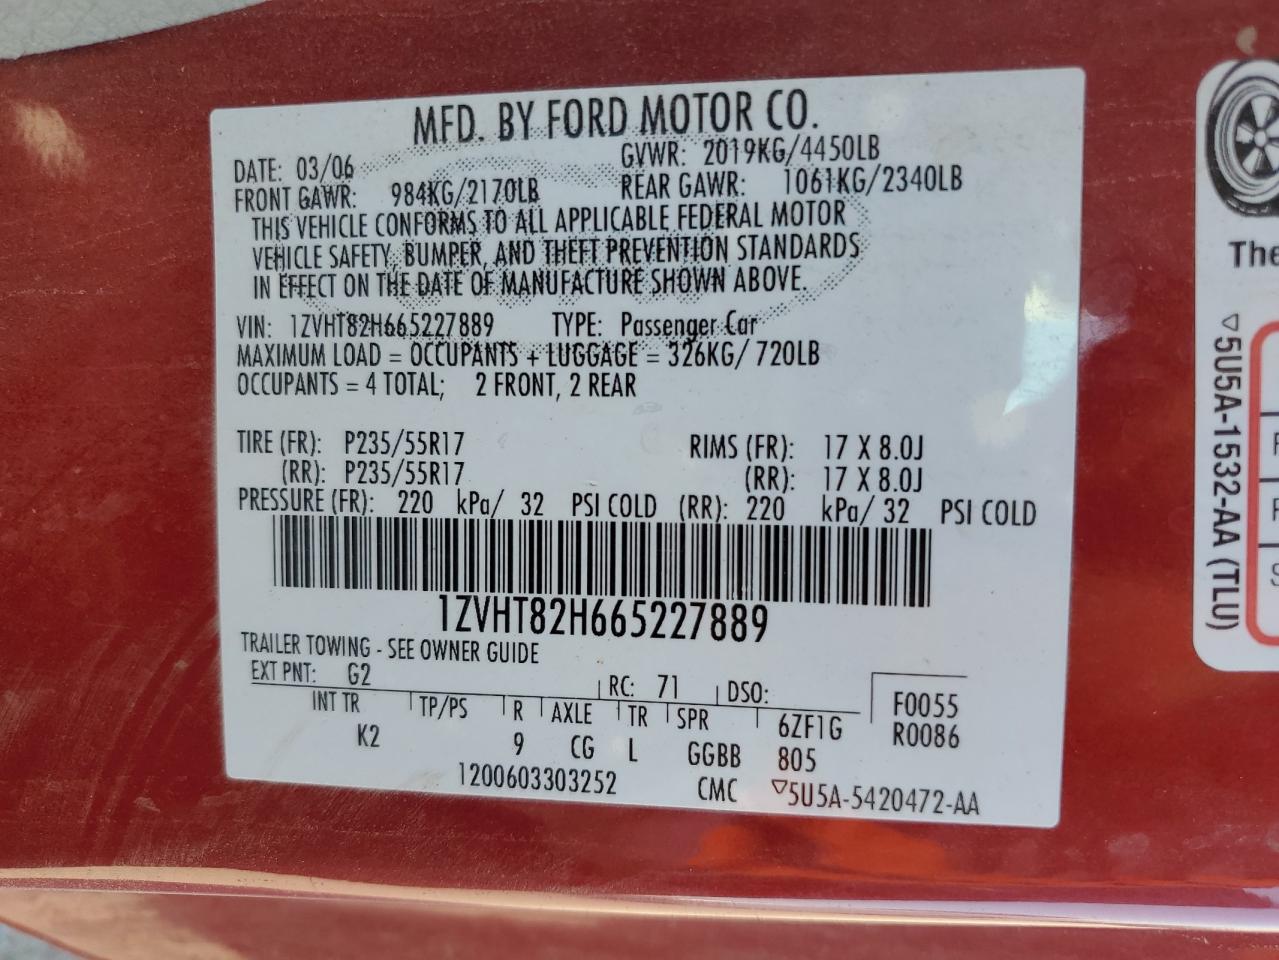 MFD. BY FORD MOTOR CO.
DATE: 03/06 GVWR: 2019KG/4450LB
FRONT GAWR: 984KG/2170LB REAR GAWR: 1061KG/2340LB
THIS VEHICLE CONFORMS TO ALL APPLICABLE FEDERAL MOTOR
VEHICLE SAFETY, BUMPER, AND THEFT PREVENTION STANDARDS
IN EFFECT ON THE DATE OF MANUFACTURE SHOWN ABOVE.
VIN: 1ZVHT82H665227889 TYPE: Passenger Car
MAXIMUM LOAD = OCCUPANTS + LUGGAGE = 326KG/ 720LB
OCCUPANTS = 4 TOTAL; 2 FRONT, 2 REAR
TIRE (FR): P235/55R17 RIMS (FR): 17 X 8.0J
(RR): P235/55R17 (RR): 17 X 8.0J
PRESSURE (FR): 220 kPa/ 32 PSI COLD (RR): 220 kPa/ 32 PSI COLD
1ZVHT82H665227889
TRAILER TOWING - SEE OWNER GUIDE
EXT PNT: G2 RC: 71 DSO: F0055
INT TR TP/PS R AXLE TR SPR 6ZF1G R0086
K2 9 CG L GGBB 805
1200603303252 CMC ▽5U5A-5420472-AA
The
▽5U5A-1532-AA (TLU)